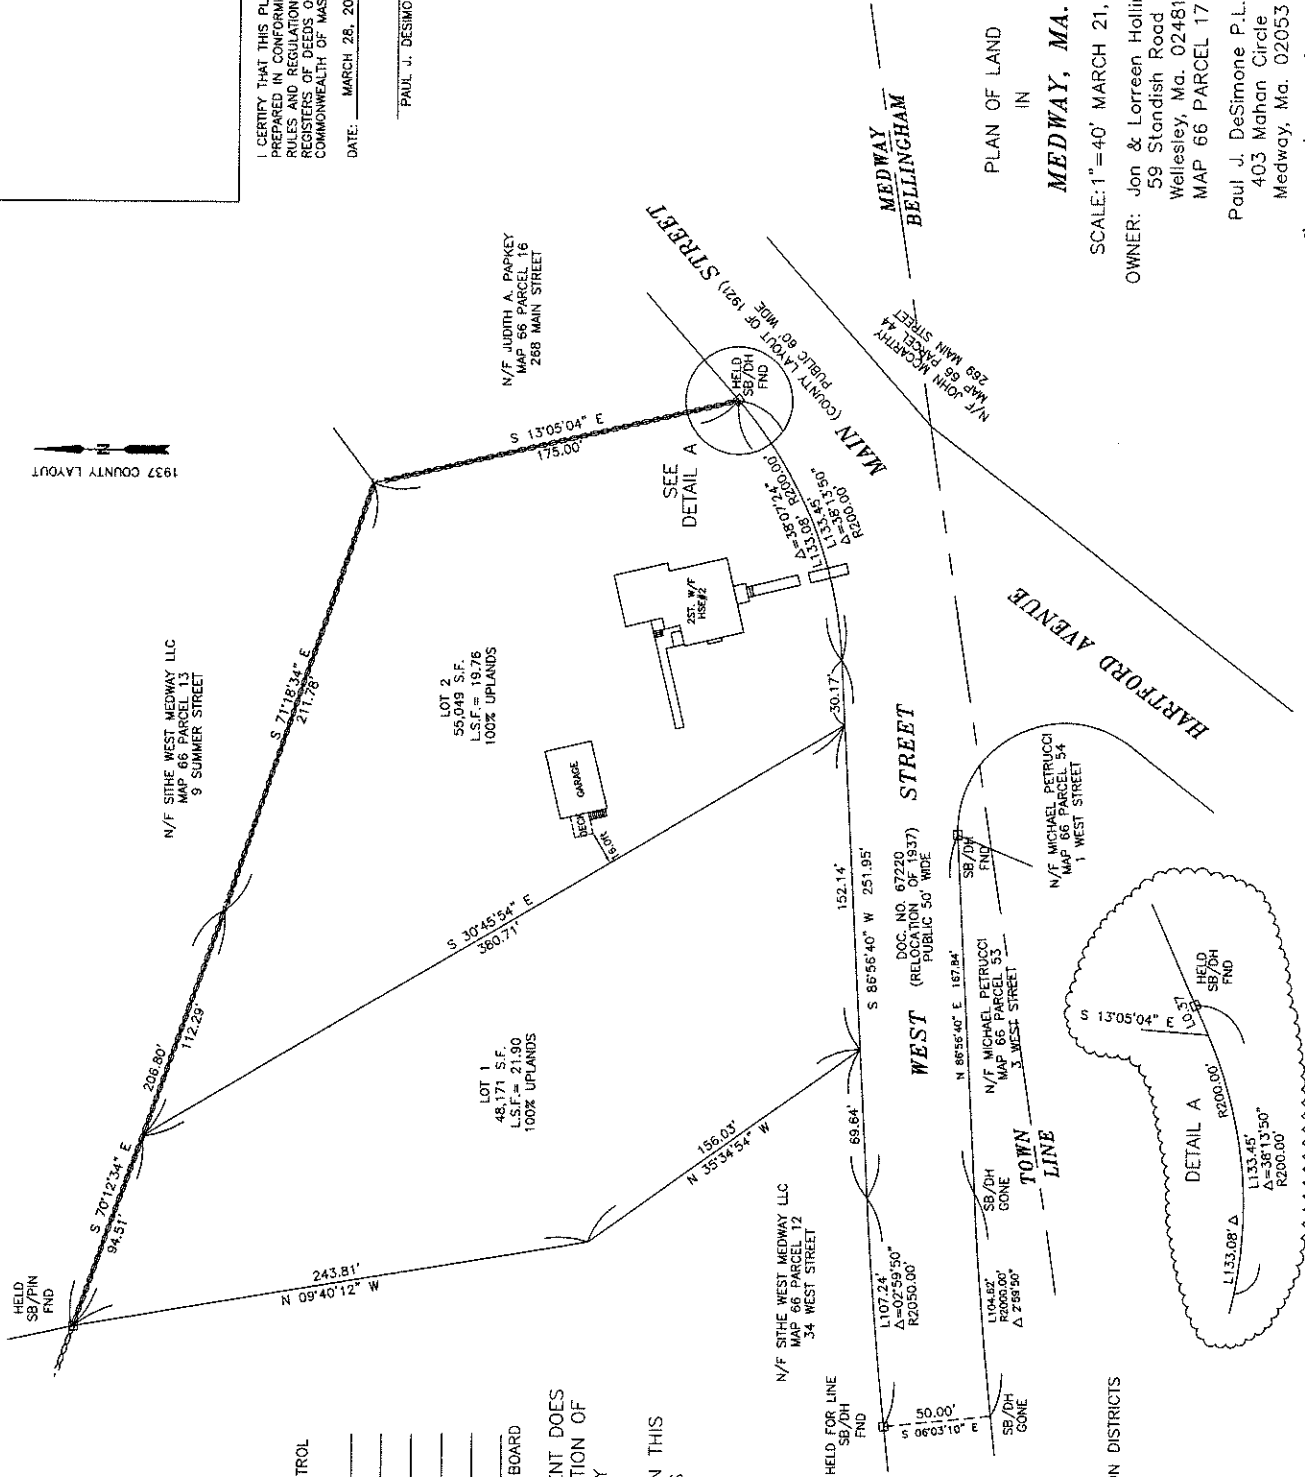 I CERTIFY THAT THIS PL
PREPARED IN CONFORMI
RULES AND REGULATION
REGISTERS OF DEEDS O
COMMONWEALTH OF MAS
DATE: MARCH 28, 20
PAUL J. DESIMO
1937 COUNTY LAYOUT
N
N/F JUDITH A. PAPKEY
MAP 66 PARCEL 16
268 MAIN STREET
N/F SITHE WEST MEDWAY LLC
MAP 66 PARCEL 13
9 SUMMER STREET
S 13°05'04" E
175.00'
S 71°18'34" E
211.78'
LOT 2
55,049 S.F.
L.S.F.= 19.76
100% UPLANDS
SEE
DETAIL A
HELD
SB/DH
FND
MAIN (COUNTY LAYOUT OF 1921) STREET
PUBLIC 60' WIDE
Δ=38°07'24"
L133.08' R200.00'
L133.45'
Δ=38°13'50"
R200.00'
2ST. W/F
HSE#2
GARAGE
DECK
16.0ft
S 30°45'54" E
380.71'
206.80'
112.29'
S 70°12'34" E
94.51'
HELD
SB/PIN
FND
LOT 1
48,171 S.F.
L.S.F.= 21.90
100% UPLANDS
243.81'
N 09°40'12" W
156.03'
N 35°34'54" W
30.17'
152.14'
S 86°56'40" W 251.95'
69.64'
WEST STREET
DOC. NO. 67220
(RELOCATION OF 1937)
PUBLIC 50' WIDE
N 86°56'40" E 167.84'
N/F MICHAEL PETRUCCI
MAP 66 PARCEL 53
3 WEST STREET
SB/DH
FND
N/F MICHAEL PETRUCCI
MAP 66 PARCEL 54
1 WEST STREET
N/F JOHN MCCARTHY
MAP 66 PARCEL 44
269 MAIN STREET
HARTFORD AVENUE
MEDWAY
BELLINGHAM
TOWN
LINE
SB/DH
GONE
N/F SITHE WEST MEDWAY LLC
MAP 66 PARCEL 12
34 WEST STREET
L107.24'
Δ=02°59'50"
R2050.00'
L104.62'
R2000.00'
Δ 2°59'50"
HELD FOR LINE
SB/DH
FND
50.00'
S 06°03'10" E
SB/DH
GONE
DETAIL A
S 13°05'04" E
L0.37
HELD
SB/DH
FND
R200.00'
L133.45'
Δ=38°13'50"
R200.00'
L133.08' Δ
PLAN OF LAND
IN
MEDWAY, MA.
SCALE: 1"=40' MARCH 21,
OWNER: Jon & Lorreen Hollin
59 Standish Road
Wellesley, Ma. 02481
MAP 66 PARCEL 17
Paul J. DeSimone P.L.
403 Mahan Circle
Medway, Ma. 02053
TROL
BOARD
ENT DOES
TION OF
Y
N THIS
S
ON DISTRICTS